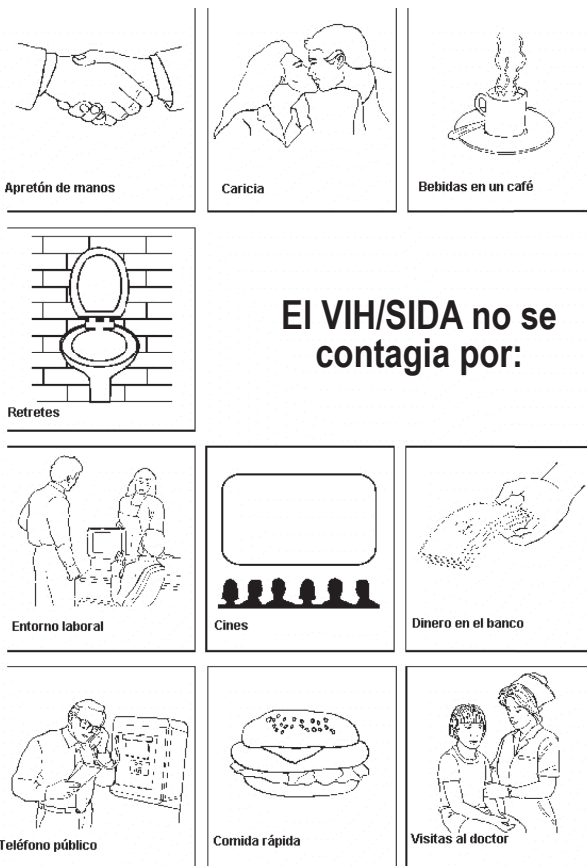 Apretón de manos
Caricia
Bebidas en un café
Retretes
El VIH/SIDA no se
contagia por:
Entorno laboral
Cines
Dinero en el banco
Teléfono público
Comida rápida
Visitas al doctor